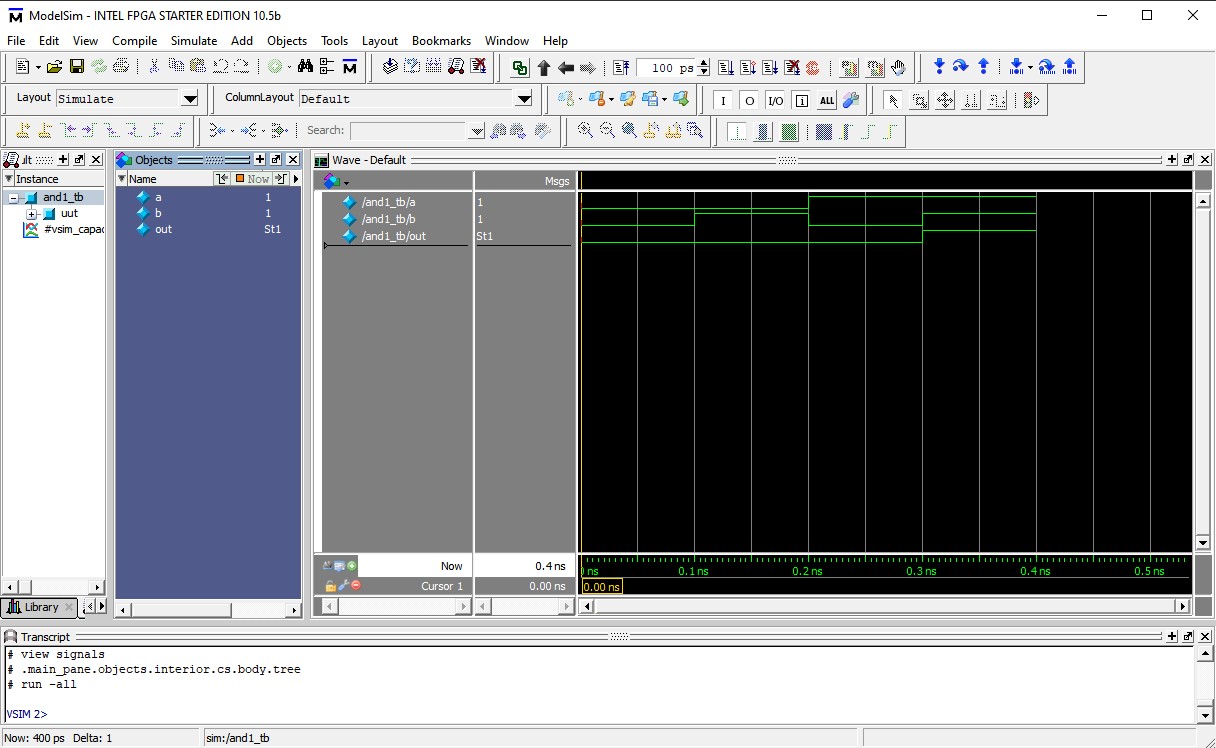 ModelSim - INTEL FPGA STARTER EDITION 10.5b
File Edit View Compile Simulate Add Objects Tools Layout Bookmarks Window Help
100 ps
Layout Simulate ColumnLayout Default
I O I/O ALL
Search:
Objects
Wave - Default
Instance
Name
Now
Msgs
and1_tb
uut
#vsim_capac
a 1
b 1
out St1
/and1_tb/a 1
/and1_tb/b 1
/and1_tb/out St1
Now 0.4 ns
Cursor 1 0.00 ns
ns 0.1 ns 0.2 ns 0.3 ns 0.4 ns 0.5 ns
0.00 ns
Library
Transcript
# view signals
# .main_pane.objects.interior.cs.body.tree
# run -all
VSIM 2>
Now: 400 ps Delta: 1
sim:/and1_tb